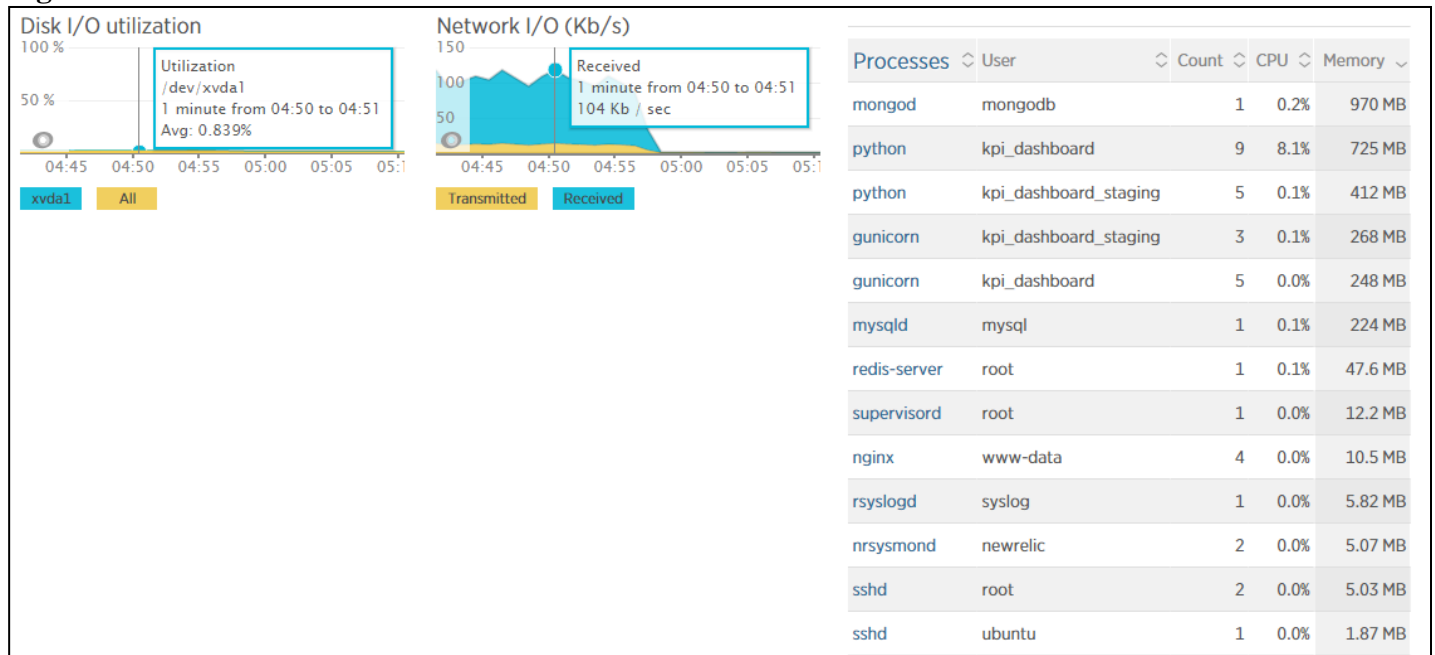 Disk I/O utilization
100 %
50 %
Utilization
/dev/xvda1
1 minute from 04:50 to 04:51
Avg: 0.839%
04:45 04:50 04:55 05:00 05:05
xvda1 All
Network I/O (Kb/s)
150
100
50
Received
1 minute from 04:50 to 04:51
104 Kb / sec
04:45 04:50 04:55 05:00 05:05
Transmitted Received
Processes User Count CPU Memory
mongod mongodb 1 0.2% 970 MB
python kpi_dashboard 9 8.1% 725 MB
python kpi_dashboard_staging 5 0.1% 412 MB
gunicorn kpi_dashboard_staging 3 0.1% 268 MB
gunicorn kpi_dashboard 5 0.0% 248 MB
mysqld mysql 1 0.1% 224 MB
redis-server root 1 0.1% 47.6 MB
supervisord root 1 0.0% 12.2 MB
nginx www-data 4 0.0% 10.5 MB
rsyslogd syslog 1 0.0% 5.82 MB
nrsysmond newrelic 2 0.0% 5.07 MB
sshd root 2 0.0% 5.03 MB
sshd ubuntu 1 0.0% 1.87 MB